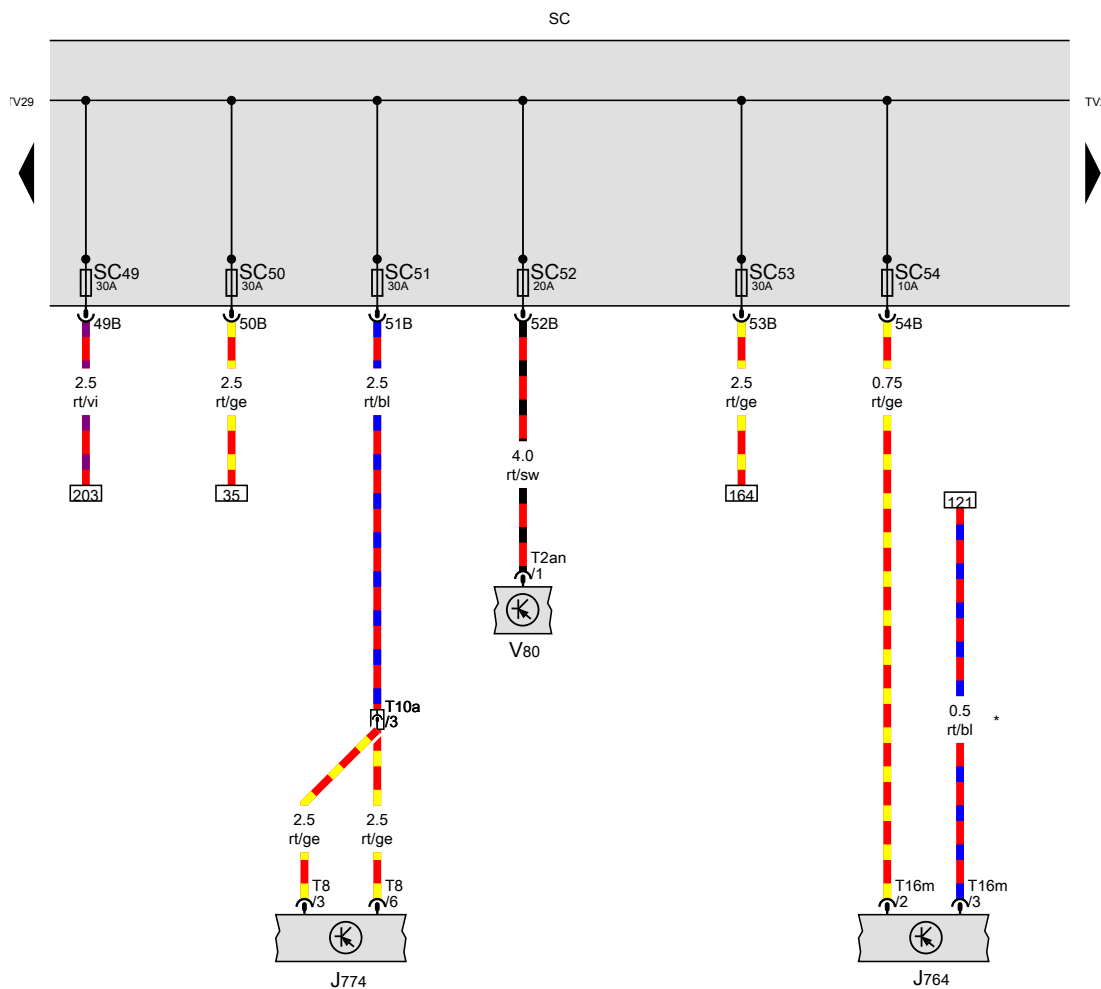 SC
TV29
SC49
30A
SC50
30A
SC51
30A
SC52
20A
SC53
30A
SC54
10A
49B
50B
51B
52B
53B
54B
2.5
rt/vi
2.5
rt/ge
2.5
rt/bl
4.0
rt/sw
2.5
rt/ge
0.75
rt/ge
203
35
164
121
T2an
/1
V80
T10a
/3
0.5
rt/bl
*
2.5
rt/ge
2.5
rt/ge
T8
/3
T8
/6
T16m
/2
T16m
/3
J774
J764